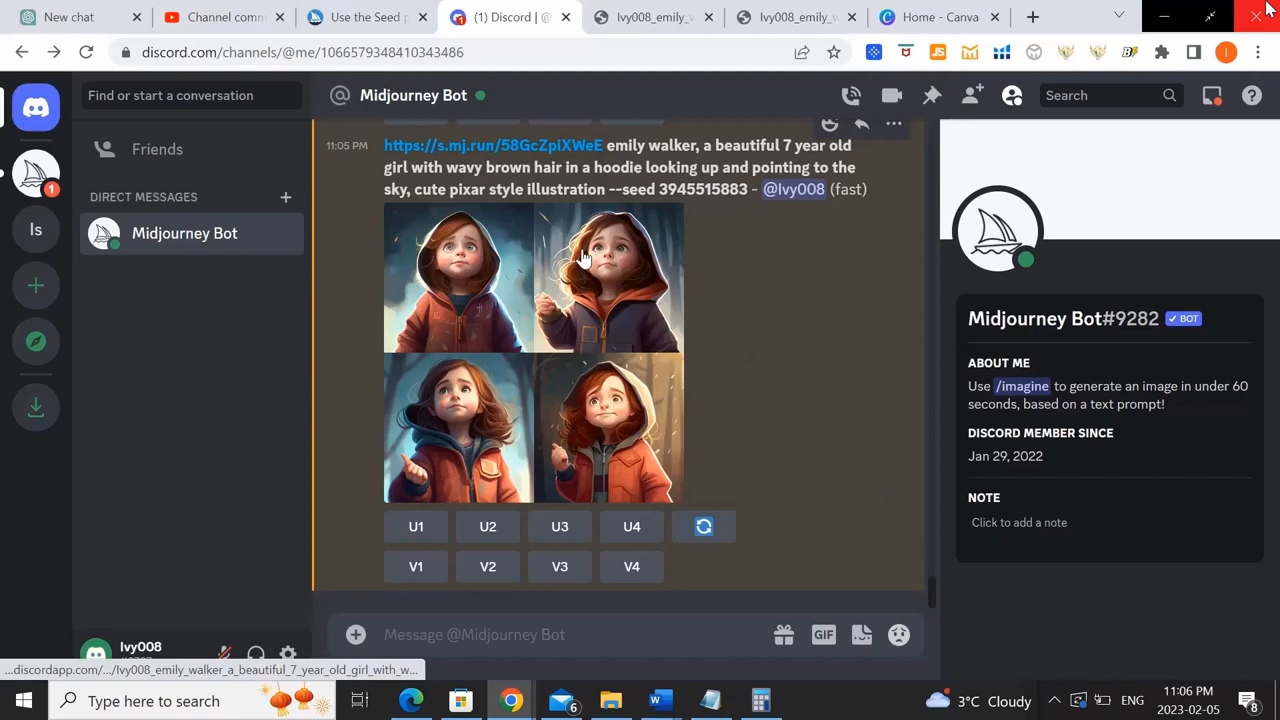 New chat
Channel comm
Use the Seed p
(1) Discord | @
Ivy008_emily_w
Ivy008_emily_w
Home - Canva
discord.com/channels/@me/1066579348410343486
Find or start a conversation
Midjourney Bot
Search
Friends
DIRECT MESSAGES
Midjourney Bot
1
Is
11:05 PM
https://s.mj.run/58GcZpiXWeE emily walker, a beautiful 7 year old
girl with wavy brown hair in a hoodie looking up and pointing to the
sky, cute pixar style illustration --seed 3945515883 - @Ivy008 (fast)
U1 U2 U3 U4
V1 V2 V3 V4
Message @Midjourney Bot
GIF
Midjourney Bot#9282 BOT
ABOUT ME
Use /imagine to generate an image in under 60
seconds, based on a text prompt!
DISCORD MEMBER SINCE
Jan 29, 2022
NOTE
Click to add a note
Ivy008
...discordapp.com/.../Ivy008_emily_walker_a_beautiful_7_year_old_girl_with_w...
Type here to search
6
3°C Cloudy
ENG
11:06 PM
2023-02-05
8